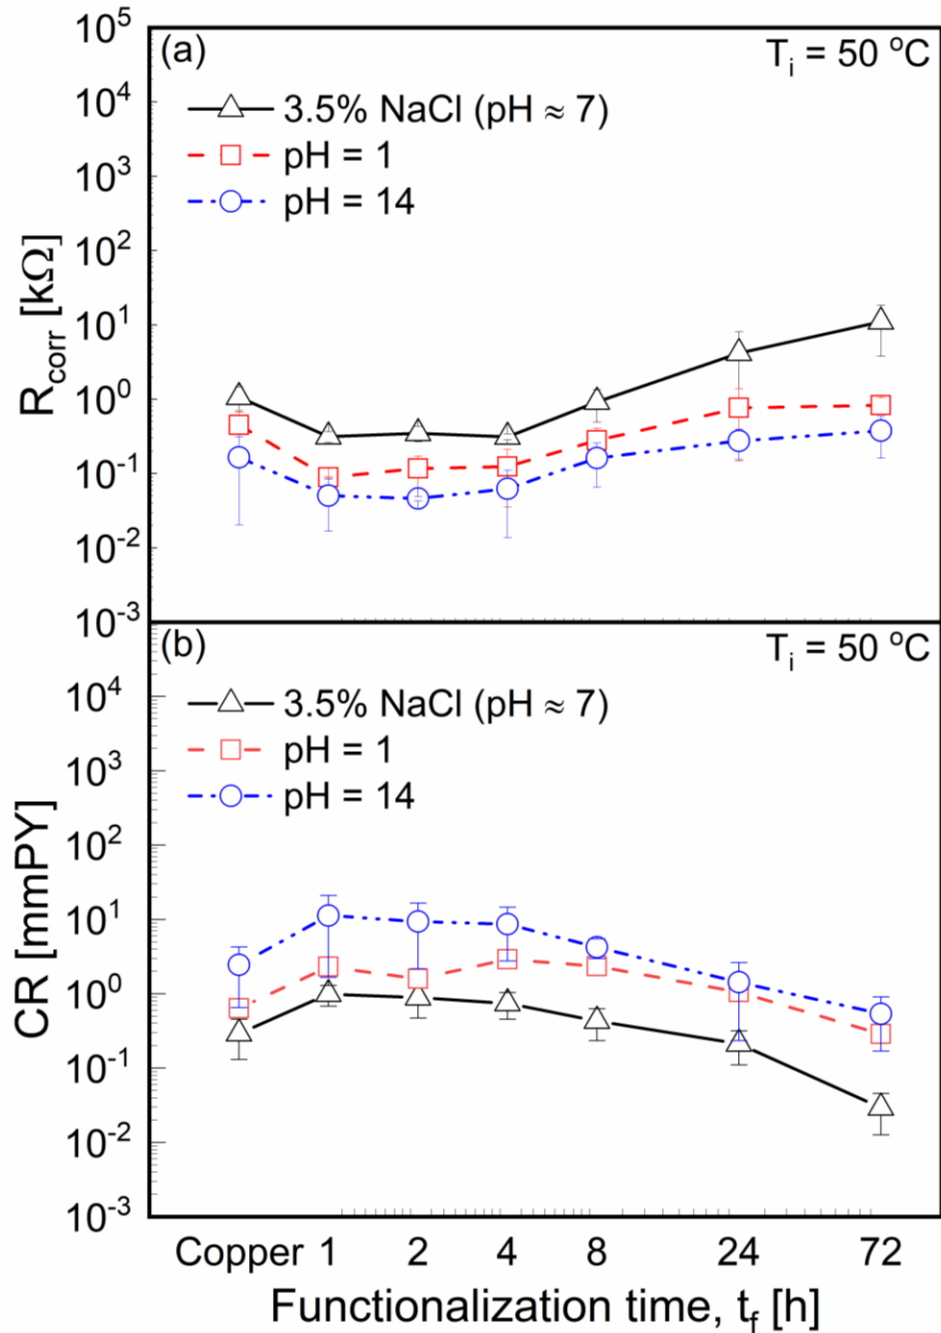 (a)
T_i = 50 °C
3.5% NaCl (pH ≈ 7)
pH = 1
pH = 14
R_corr [kΩ]
10^5
10^4
10^3
10^2
10^1
10^0
10^-1
10^-2
10^-3
(b)
T_i = 50 °C
3.5% NaCl (pH ≈ 7)
pH = 1
pH = 14
CR [mmPY]
10^4
10^3
10^2
10^1
10^0
10^-1
10^-2
10^-3
Copper 1 2 4 8 24 72
Functionalization time, t_f [h]